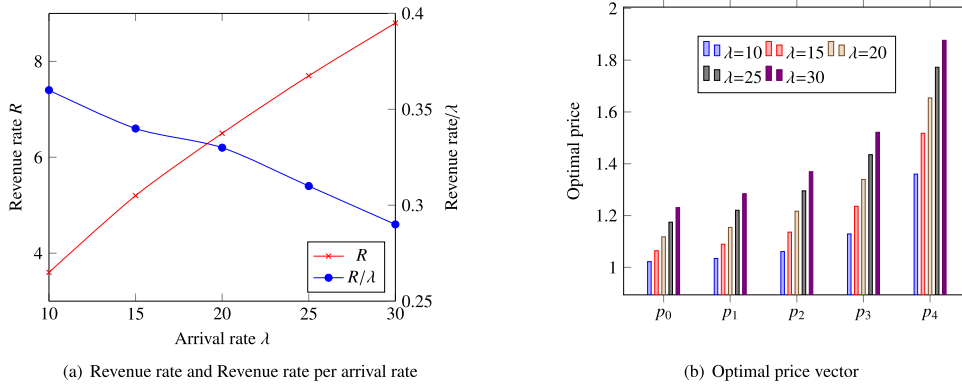 8
6
4
Revenue rate R
0.4
0.35
0.3
0.25
Revenue rate/λ
R
R/λ
10 15 20 25 30
Arrival rate λ
(a) Revenue rate and Revenue rate per arrival rate
2
1.8
1.6
1.4
1.2
1
Optimal price
λ=10 λ=15 λ=20
λ=25 λ=30
p0 p1 p2 p3 p4
(b) Optimal price vector